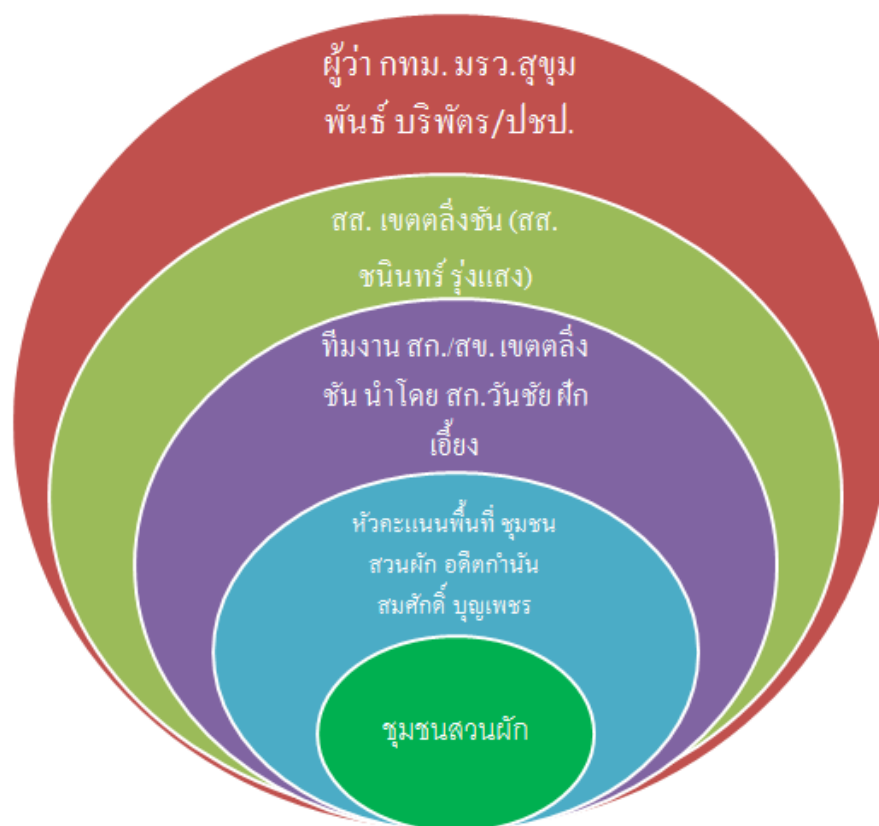 ผู้ว่า กทม. มรว.สุขุม
พันธ์ บริพัตร/ปชป.
สส. เขตตลิ่งชัน (สส.
ชนินทร์ รุ่งแสง)
ทีมงาน สก./สข. เขตตลิ่ง
ชัน นำโดย สก.วันชัย ฝัก
เอี้ยง
หัวคะแนนพื้นที่ ชุมชน
สวนผัก อดีตกำนัน
สมศักดิ์ บุญเพชร
ชุมชนสวนผัก